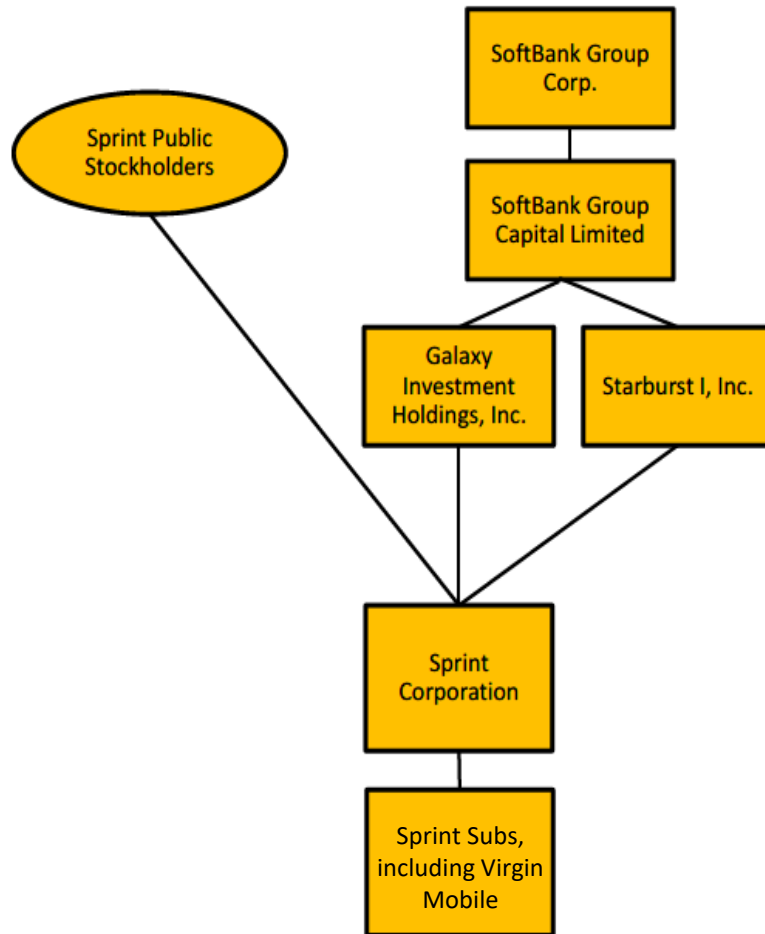 SoftBank Group
Corp.
Sprint Public
Stockholders
SoftBank Group
Capital Limited
Galaxy
Investment
Holdings, Inc.
Starburst I, Inc.
Sprint
Corporation
Sprint Subs,
including Virgin
Mobile